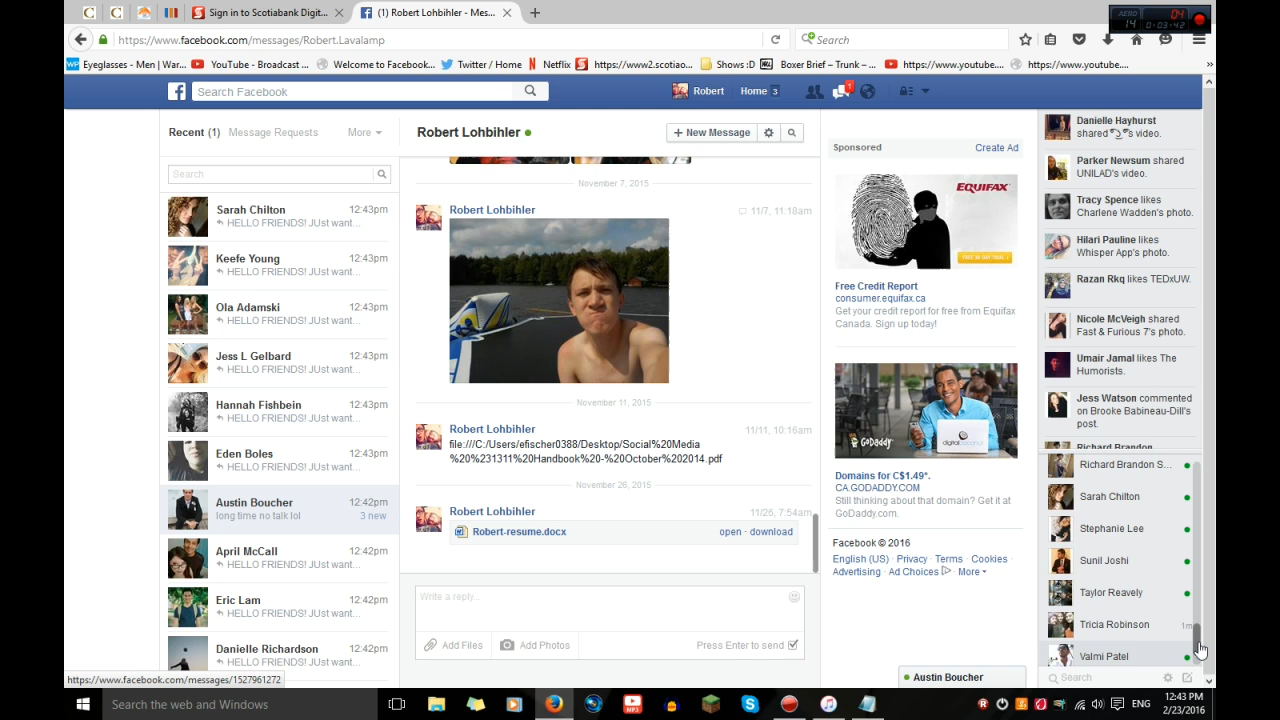 Sign in to Scotiabank Digit...
(1) Robert Lohbihler - Mes...
AERO
14
04
0:03:42
https://www.facebook.com/messages/Robert.Lavalamp
Search
Eyeglasses - Men | War...
YouTube - Broadcast ...
Welcome to Facebook...
Twitter / Home
Netflix
https://www2.scotiao...
Shows :D
Boxer Brief – Trunk – ...
https://www.youtube....
https://www.youtube....
Search Facebook
Robert
Home 3
1
Recent (1)
Message Requests
More
Search
Sarah Chilton 12:43pm
HELLO FRIENDS! JUst want...
Keefe Young 12:43pm
HELLO FRIENDS! JUst want...
Ola Adamski 12:43pm
HELLO FRIENDS! JUst want...
Jess L Gelbard 12:43pm
HELLO FRIENDS! JUst want...
Hannah Fishbein 12:43pm
HELLO FRIENDS! JUst want...
Eden Boles 12:43pm
HELLO FRIENDS! JUst want...
Austin Boucher 12:42pm
long time no talk lol 3 new
April McCall 12:42pm
HELLO FRIENDS! JUst want...
Eric Lam 12:42pm
HELLO FRIENDS! JUst want...
Danielle Richardson 12:42pm
HELLO FRIENDS! JUst want...
https://www.facebook.com/messages/1527961272
Robert Lohbihler
+ New Message
November 7, 2015
Robert Lohbihler 11/7, 11:18am
November 11, 2015
Robert Lohbihler 11/11, 10:16am
file:///C:/Users/efischer0388/Desktop/Social%20Media
%20%231311%20Handbook%20-%20October%202014.pdf
November 26, 2015
Robert Lohbihler 11/26, 7:54am
Robert-resume.docx open · download
Write a reply...
Add Files
Add Photos
Press Enter to send
Sponsored
Create Ad
EQUIFAX
Free Credit Report
consumer.equifax.ca
Get your credit report for free from Equifax
Canada. Sign up today!
GoDaddy
Domains for C$1.49*.
CA.GODADDY.COM
Still thinking about that domain? Get it at
GoDaddy.com.
Facebook © 2016
English (US) · Privacy · Terms · Cookies ·
Advertising · Ad Choices · More
Austin Boucher
Danielle Hayhurst
shared 's video.
Parker Newsum shared
UNILAD's video.
Tracy Spence likes
Charlene Wadden's photo.
Hilari Pauline likes
Whisper App's photo.
Razan Rkq likes TEDxUW.
Nicole McVeigh shared
Fast & Furious 7's photo.
Umair Jamal likes The
Humorists.
Jess Watson commented
on Brooke Babineau-Dill's
post.
Richard Brandon
Richard Brandon S...
Sarah Chilton
Stephanie Lee
Sunil Joshi
Taylor Reavely
Tricia Robinson 1m
Valmi Patel
Search
Search the web and Windows
MP3
ENG
12:43 PM
2/23/2016